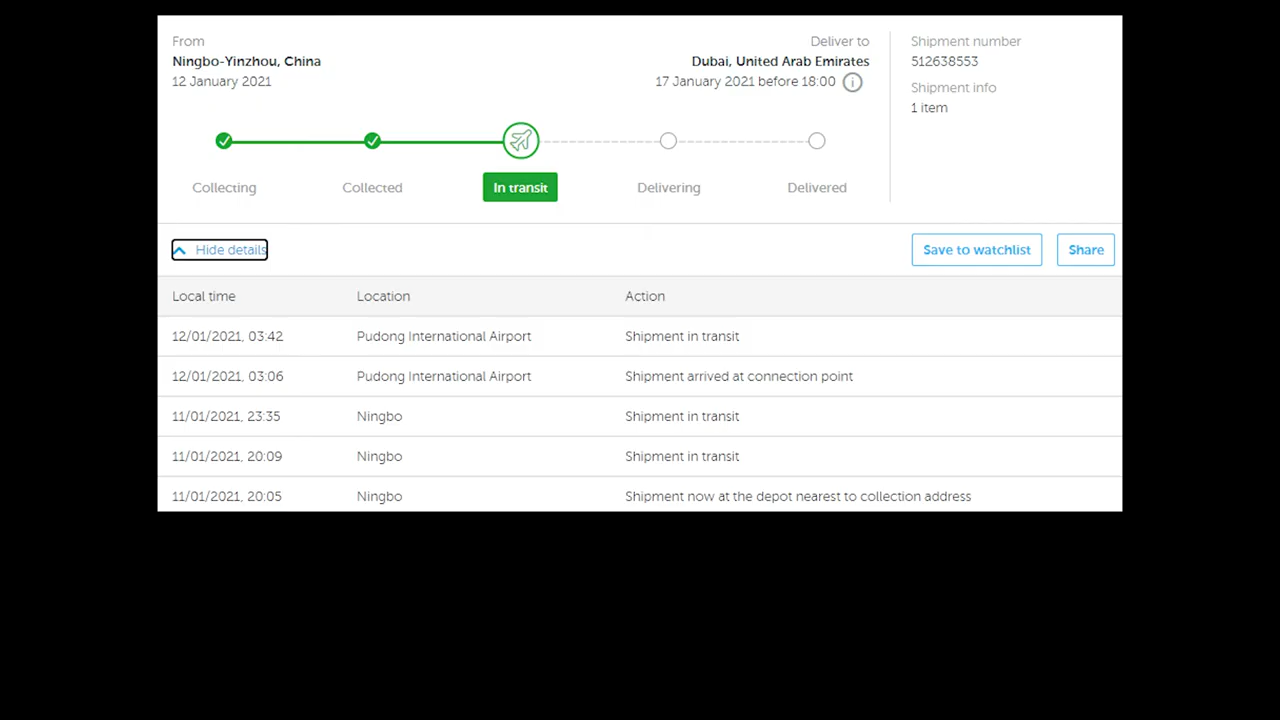 From
Ningbo-Yinzhou, China
12 January 2021
Deliver to
Dubai, United Arab Emirates
17 January 2021 before 18:00
Shipment number
512638553
Shipment info
1 item
Collecting
Collected
In transit
Delivering
Delivered
Hide details
Save to watchlist
Share
Local time Location Action
12/01/2021, 03:42 Pudong International Airport Shipment in transit
12/01/2021, 03:06 Pudong International Airport Shipment arrived at connection point
11/01/2021, 23:35 Ningbo Shipment in transit
11/01/2021, 20:09 Ningbo Shipment in transit
11/01/2021, 20:05 Ningbo Shipment now at the depot nearest to collection address